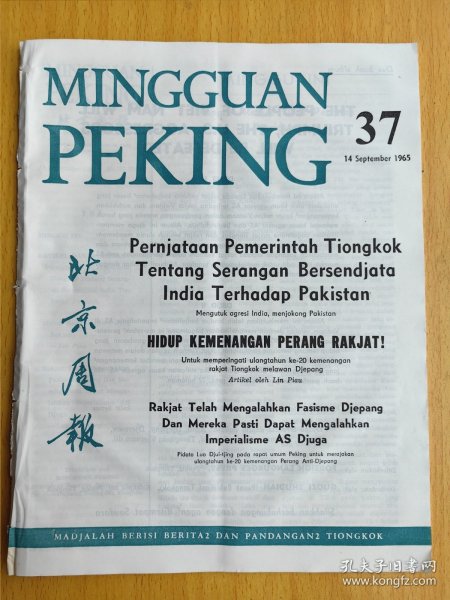 MINGGUAN
PEKING
37
14 September 1965
北京周报
Pernjataan Pemerintah Tiongkok
Tentang Serangan Bersendjata
India Terhadap Pakistan
Mengutuk agresi India, menjokong Pakistan
HIDUP KEMENANGAN PERANG RAKJAT!
Untuk memperingati ulangtahun ke-20 kemenangan
rakjat Tiongkok melawan Djepang
Artikel oleh Lin Piau
Rakjat Telah Mengalahkan Fasisme Djepang
Dan Mereka Pasti Dapat Mengalahkan
Imperialisme AS Djuga
Pidato Luo Djui-tjing pada rapat umum Peking untuk merajakan
ulangtahun ke-20 kemenangan Perang Anti-Djepang
MADJALAH BERISI BERITA2 DAN PANDANGAN2 TIONGKOK
孔夫子旧书网
www.kongfz.com